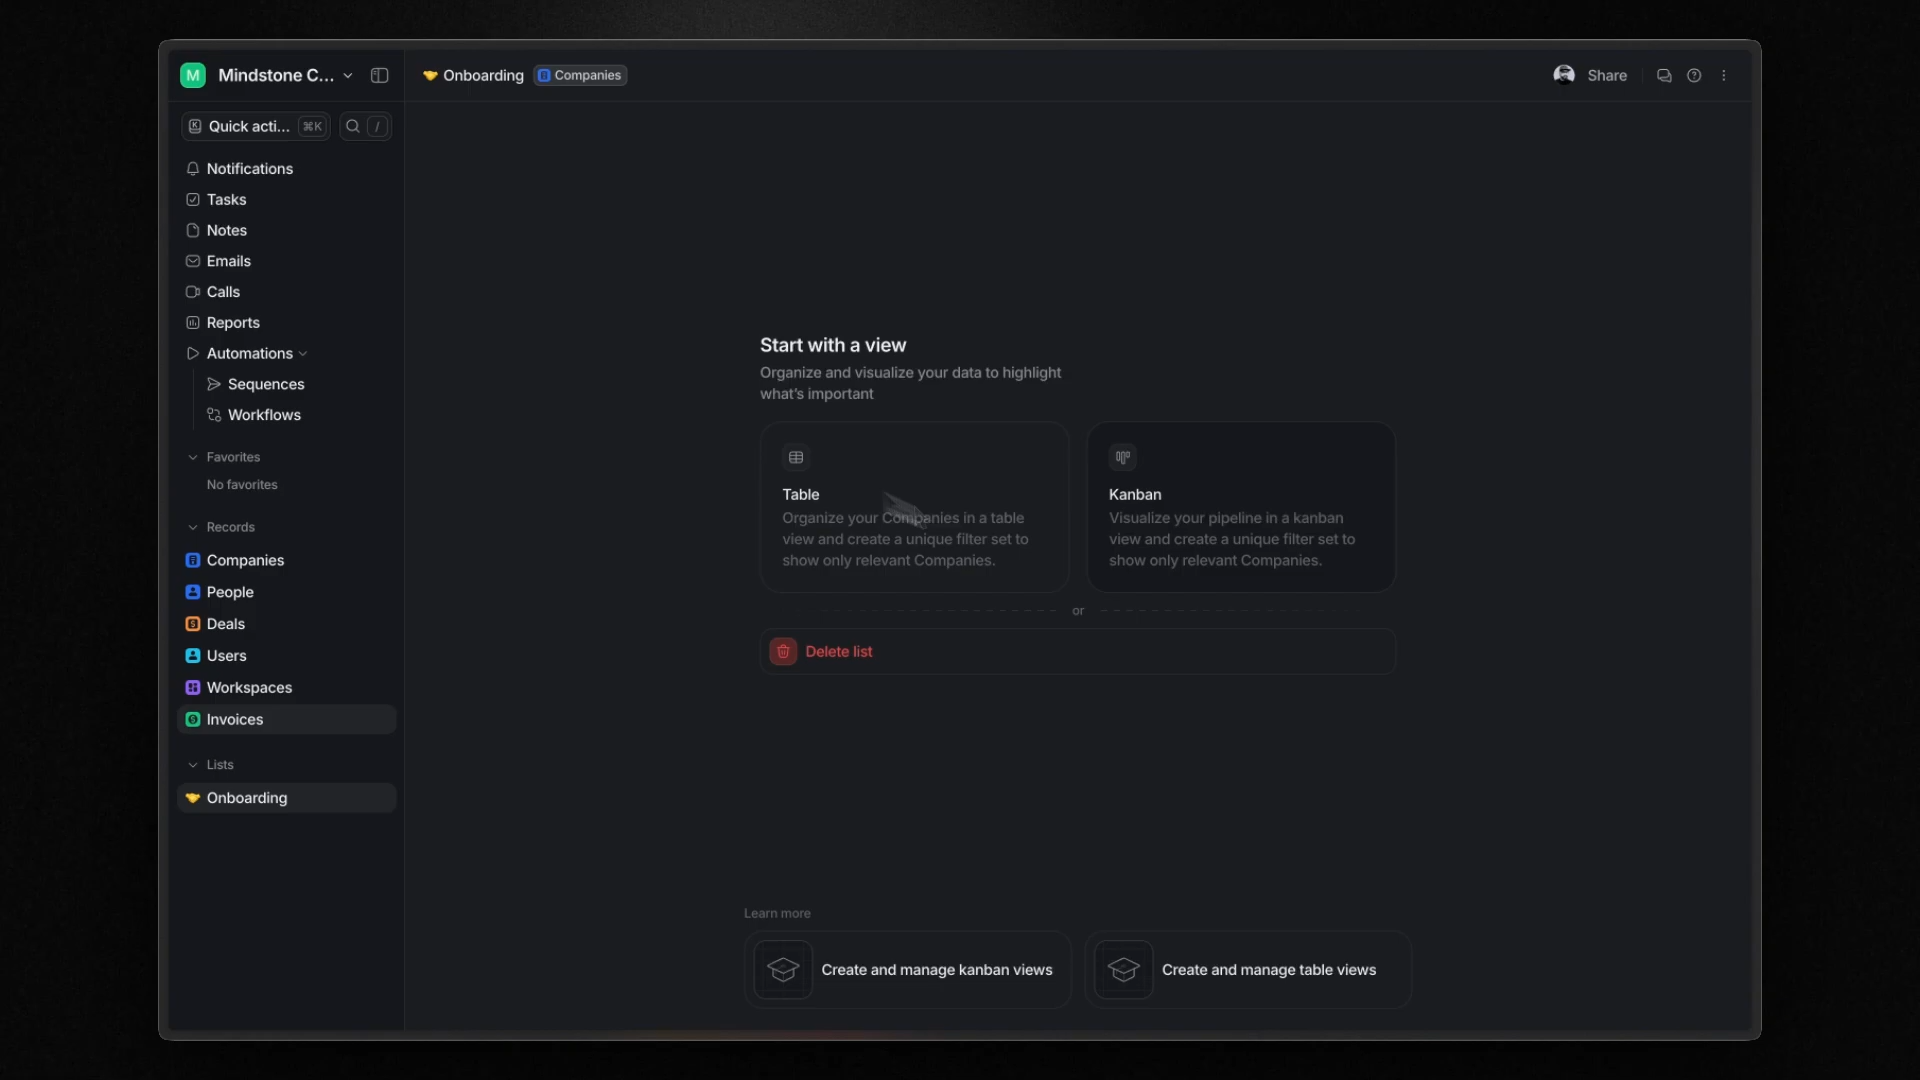 M Mindstone C...
Onboarding Companies
Share
Quick acti... ⌘K /
Notifications
Tasks
Notes
Emails
Calls
Reports
Automations
Sequences
Workflows
Favorites
No favorites
Records
Companies
People
Deals
Users
Workspaces
Invoices
Lists
Onboarding
Start with a view
Organize and visualize your data to highlight
what's important
Table
Organize your Companies in a table
view and create a unique filter set to
show only relevant Companies.
Kanban
Visualize your pipeline in a kanban
view and create a unique filter set to
show only relevant Companies.
or
Delete list
Learn more
Create and manage kanban views
Create and manage table views